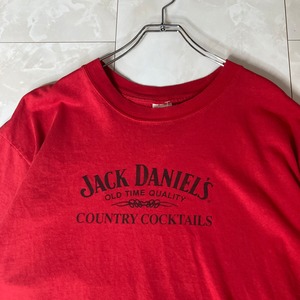 JACK DANIEL'S
OLD TIME QUALITY
COUNTRY COCKTAILS